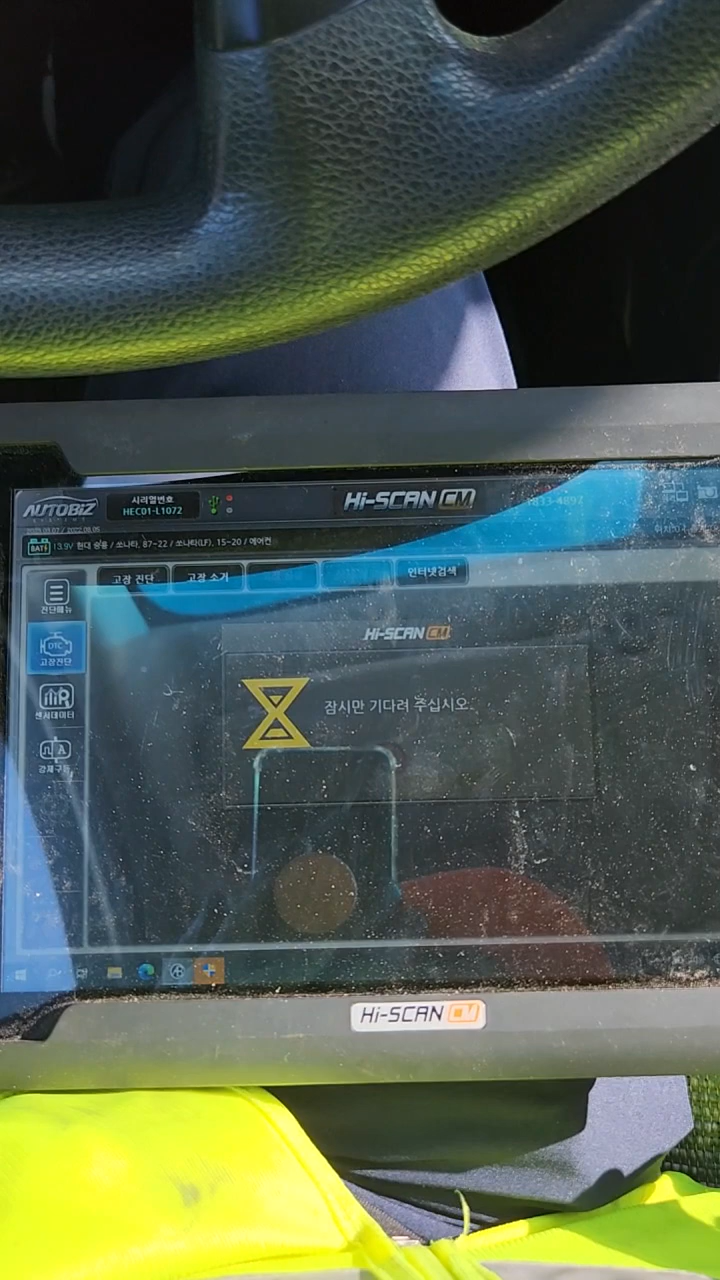 AUTOBIZ
시리얼번호
HEC01-L1072
Hi-SCAN CM
BATT 13.9V 현대 승용 / 쏘나타, 87~22 / 쏘나타(LF), 15~20 / 에어컨
고장 진단
고장 소거
인터넷검색
진단메뉴
DTC
고장진단
센서데이터
A
강제구동
Hi-SCAN CM
잠시만 기다려 주십시오.
Hi-SCAN CM